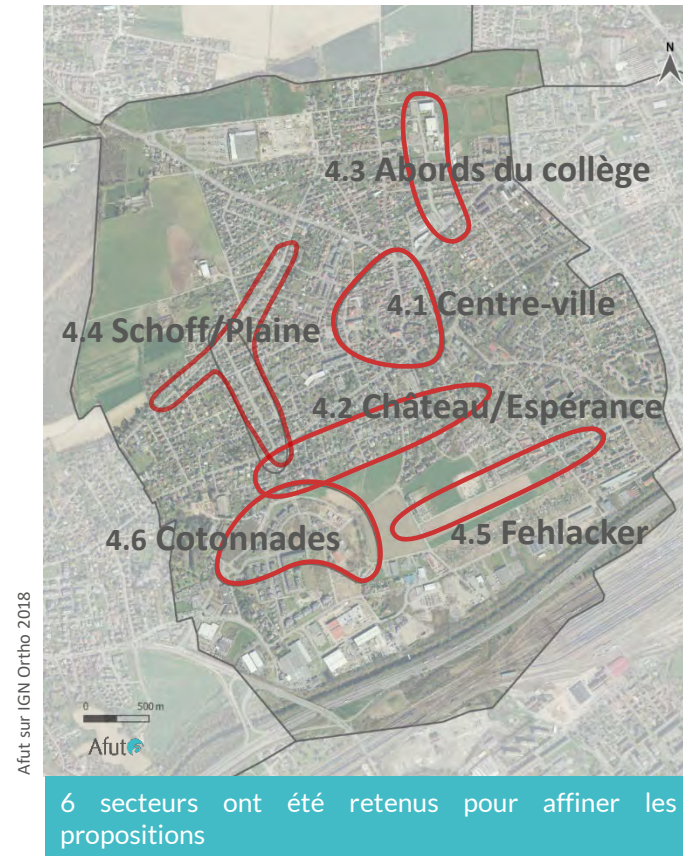 N
4.3 Abords du collège
4.1 Centre-ville
4.4 Schoff/Plaine
4.2 Château/Espérance
4.6 Cotonnades
4.5 Fehlacker
0 500 m
Afut
Afut sur IGN Ortho 2018
6 secteurs ont été retenus pour affiner les
propositions